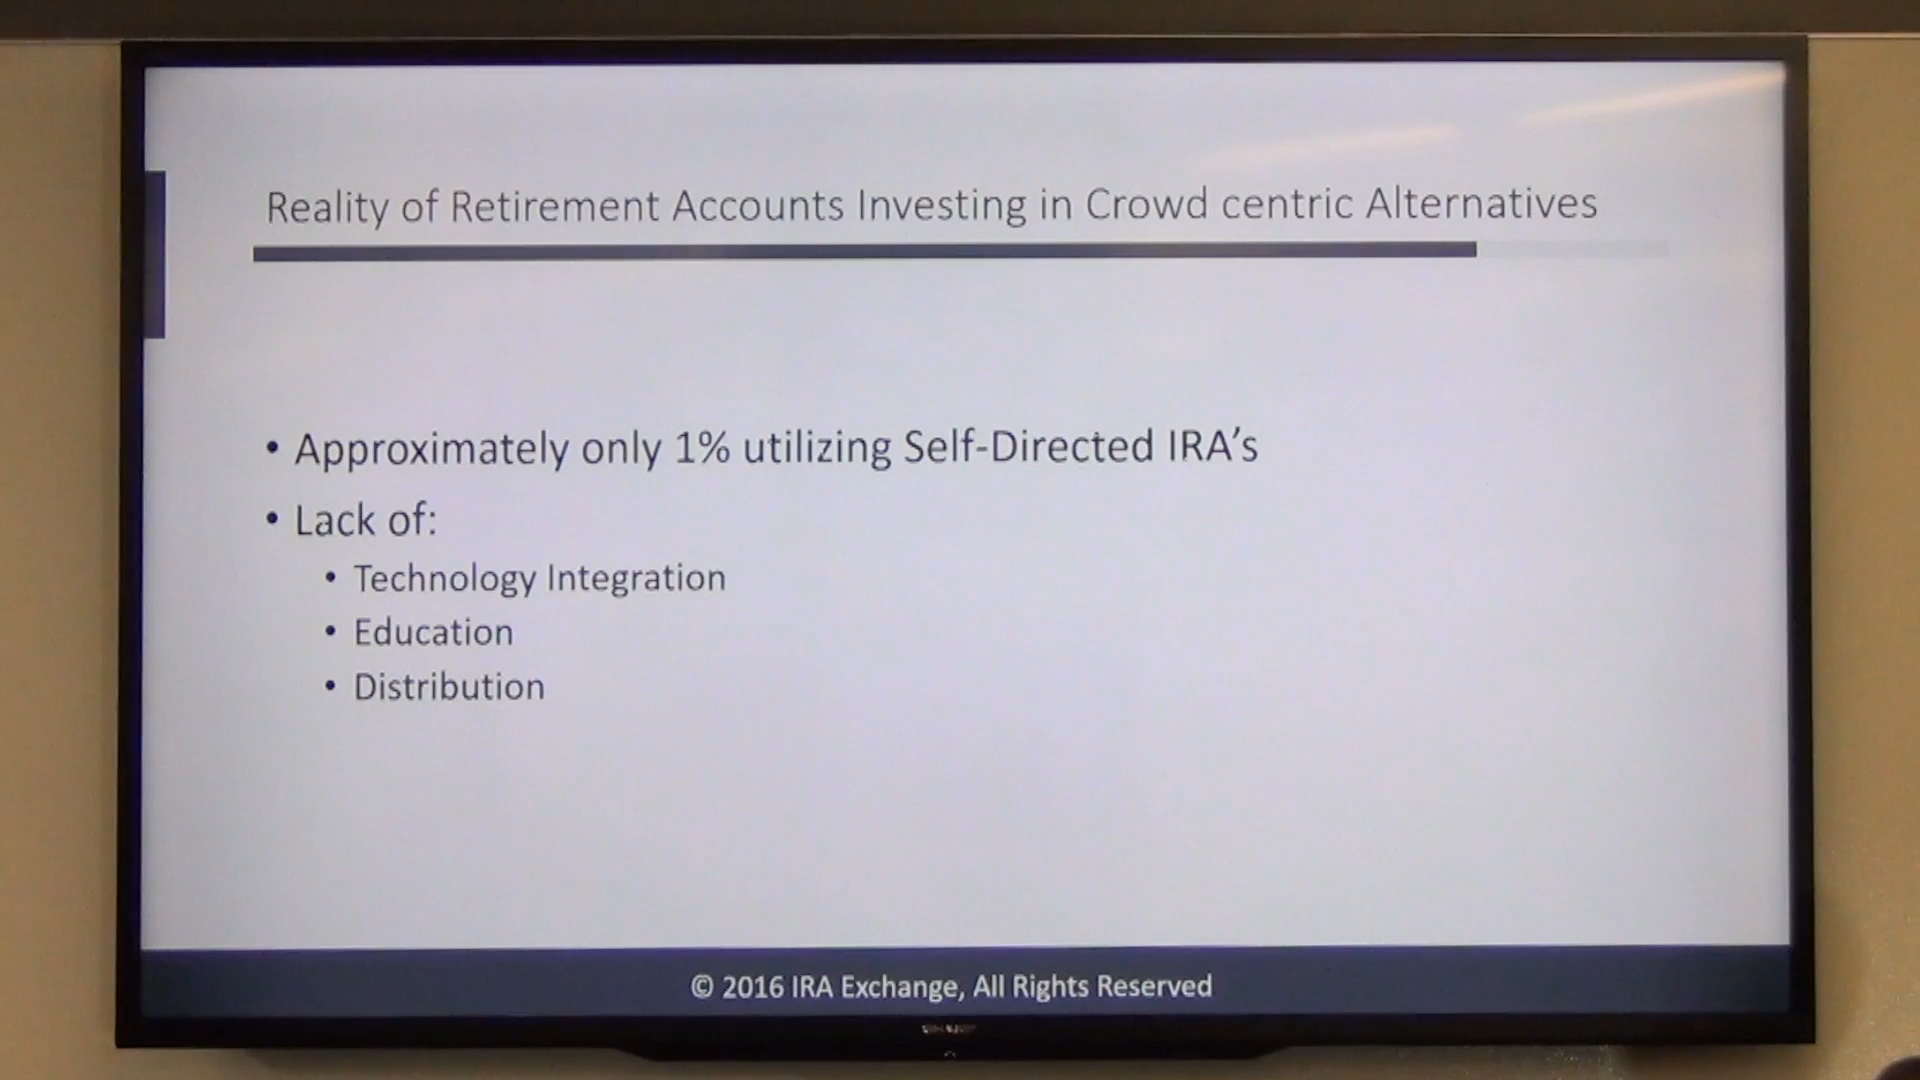 Reality of Retirement Accounts Investing in Crowd centric Alternatives
• Approximately only 1% utilizing Self-Directed IRA's
• Lack of:
• Technology Integration
• Education
• Distribution
© 2016 IRA Exchange, All Rights Reserved
SHARP